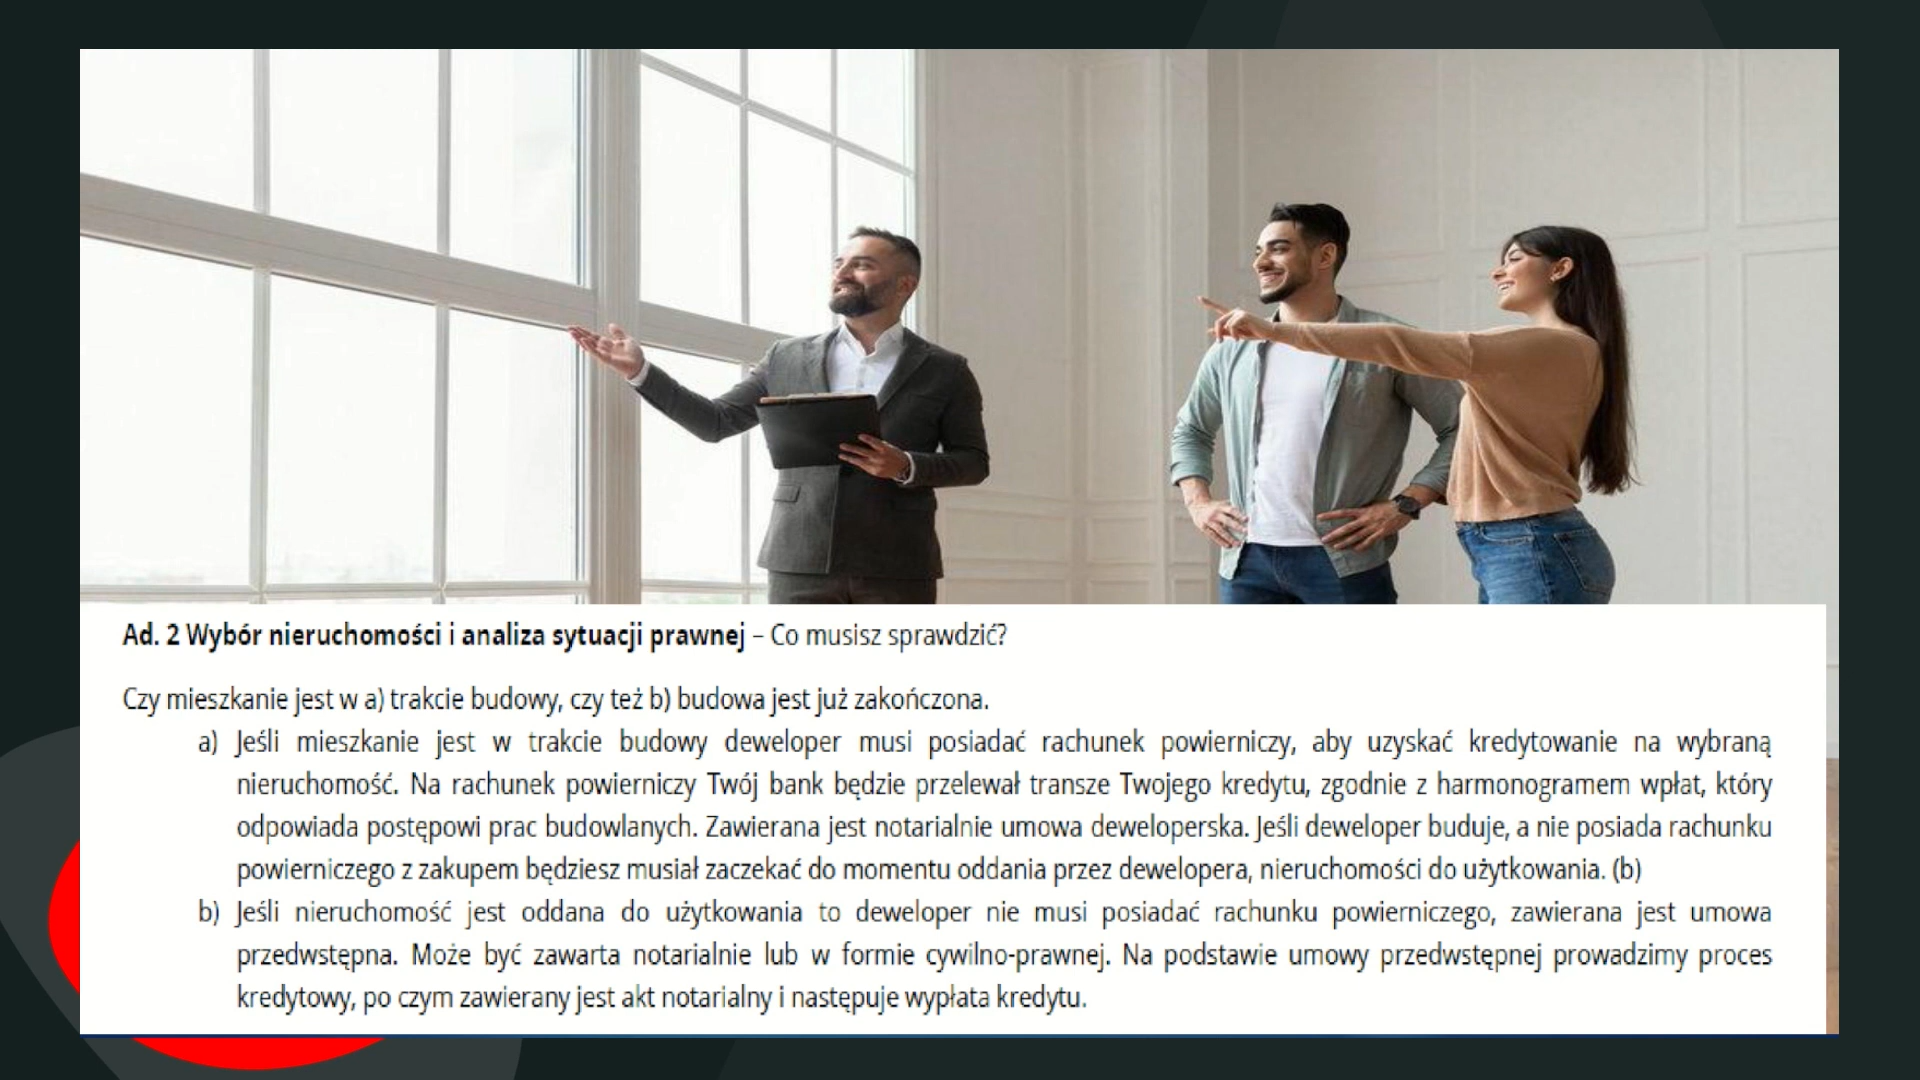 Ad. 2 Wybór nieruchomości i analiza sytuacji prawnej – Co musisz sprawdzić?
Czy mieszkanie jest w a) trakcie budowy, czy też b) budowa jest już zakończona.
a) Jeśli mieszkanie jest w trakcie budowy deweloper musi posiadać rachunek powierniczy, aby uzyskać kredytowanie na wybraną
nieruchomość. Na rachunek powierniczy Twój bank będzie przelewał transze Twojego kredytu, zgodnie z harmonogramem wpłat, który
odpowiada postępowi prac budowlanych. Zawierana jest notarialnie umowa deweloperska. Jeśli deweloper buduje, a nie posiada rachunku
powierniczego z zakupem będziesz musiał zaczekać do momentu oddania przez dewelopera, nieruchomości do użytkowania. (b)
b) Jeśli nieruchomość jest oddana do użytkowania to deweloper nie musi posiadać rachunku powierniczego, zawierana jest umowa
przedwstępna. Może być zawarta notarialnie lub w formie cywilno-prawnej. Na podstawie umowy przedwstępnej prowadzimy proces
kredytowy, po czym zawierany jest akt notarialny i następuje wypłata kredytu.